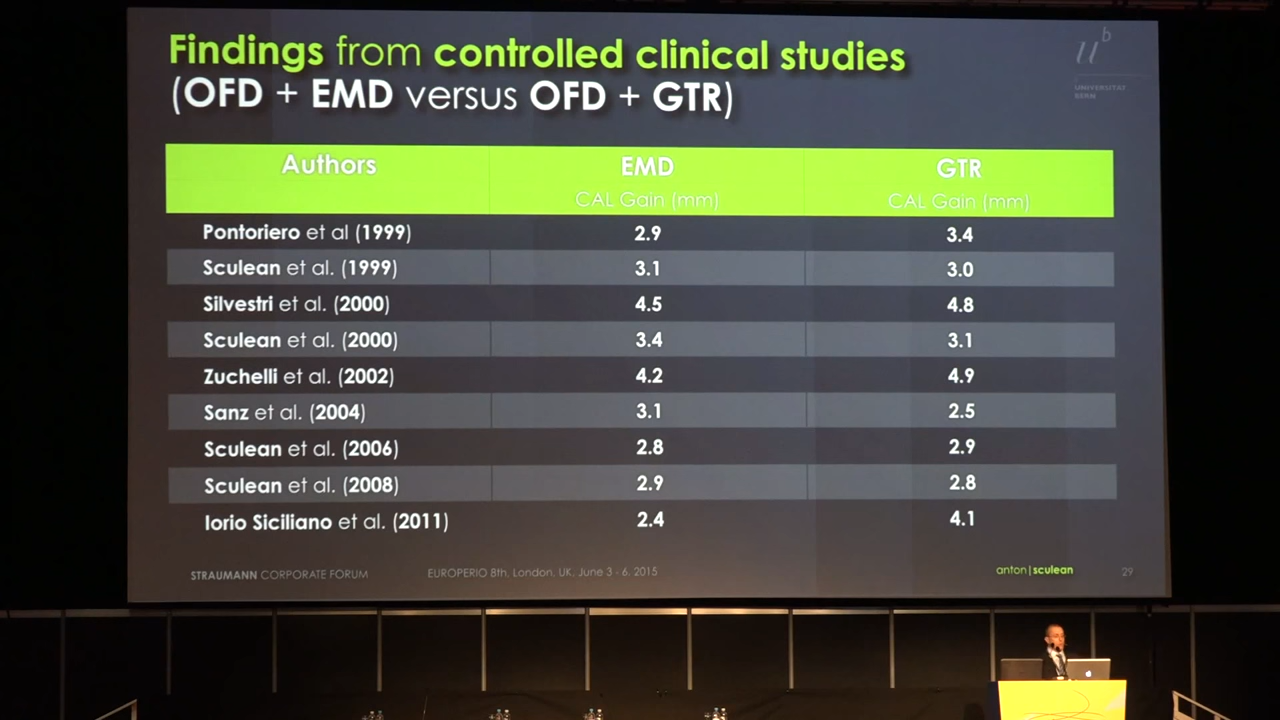 Findings from controlled clinical studies
(OFD + EMD versus OFD + GTR)
u b
UNIVERSITÄT
BERN
Authors EMD GTR
CAL Gain (mm) CAL Gain (mm)
Pontoriero et al (1999) 2.9 3.4
Sculean et al. (1999) 3.1 3.0
Silvestri et al. (2000) 4.5 4.8
Sculean et al. (2000) 3.4 3.1
Zuchelli et al. (2002) 4.2 4.9
Sanz et al. (2004) 3.1 2.5
Sculean et al. (2006) 2.8 2.9
Sculean et al. (2008) 2.9 2.8
Iorio Siciliano et al. (2011) 2.4 4.1
STRAUMANN CORPORATE FORUM EUROPERIO 8th, London, UK, June 3 - 6, 2015 anton|sculean 29